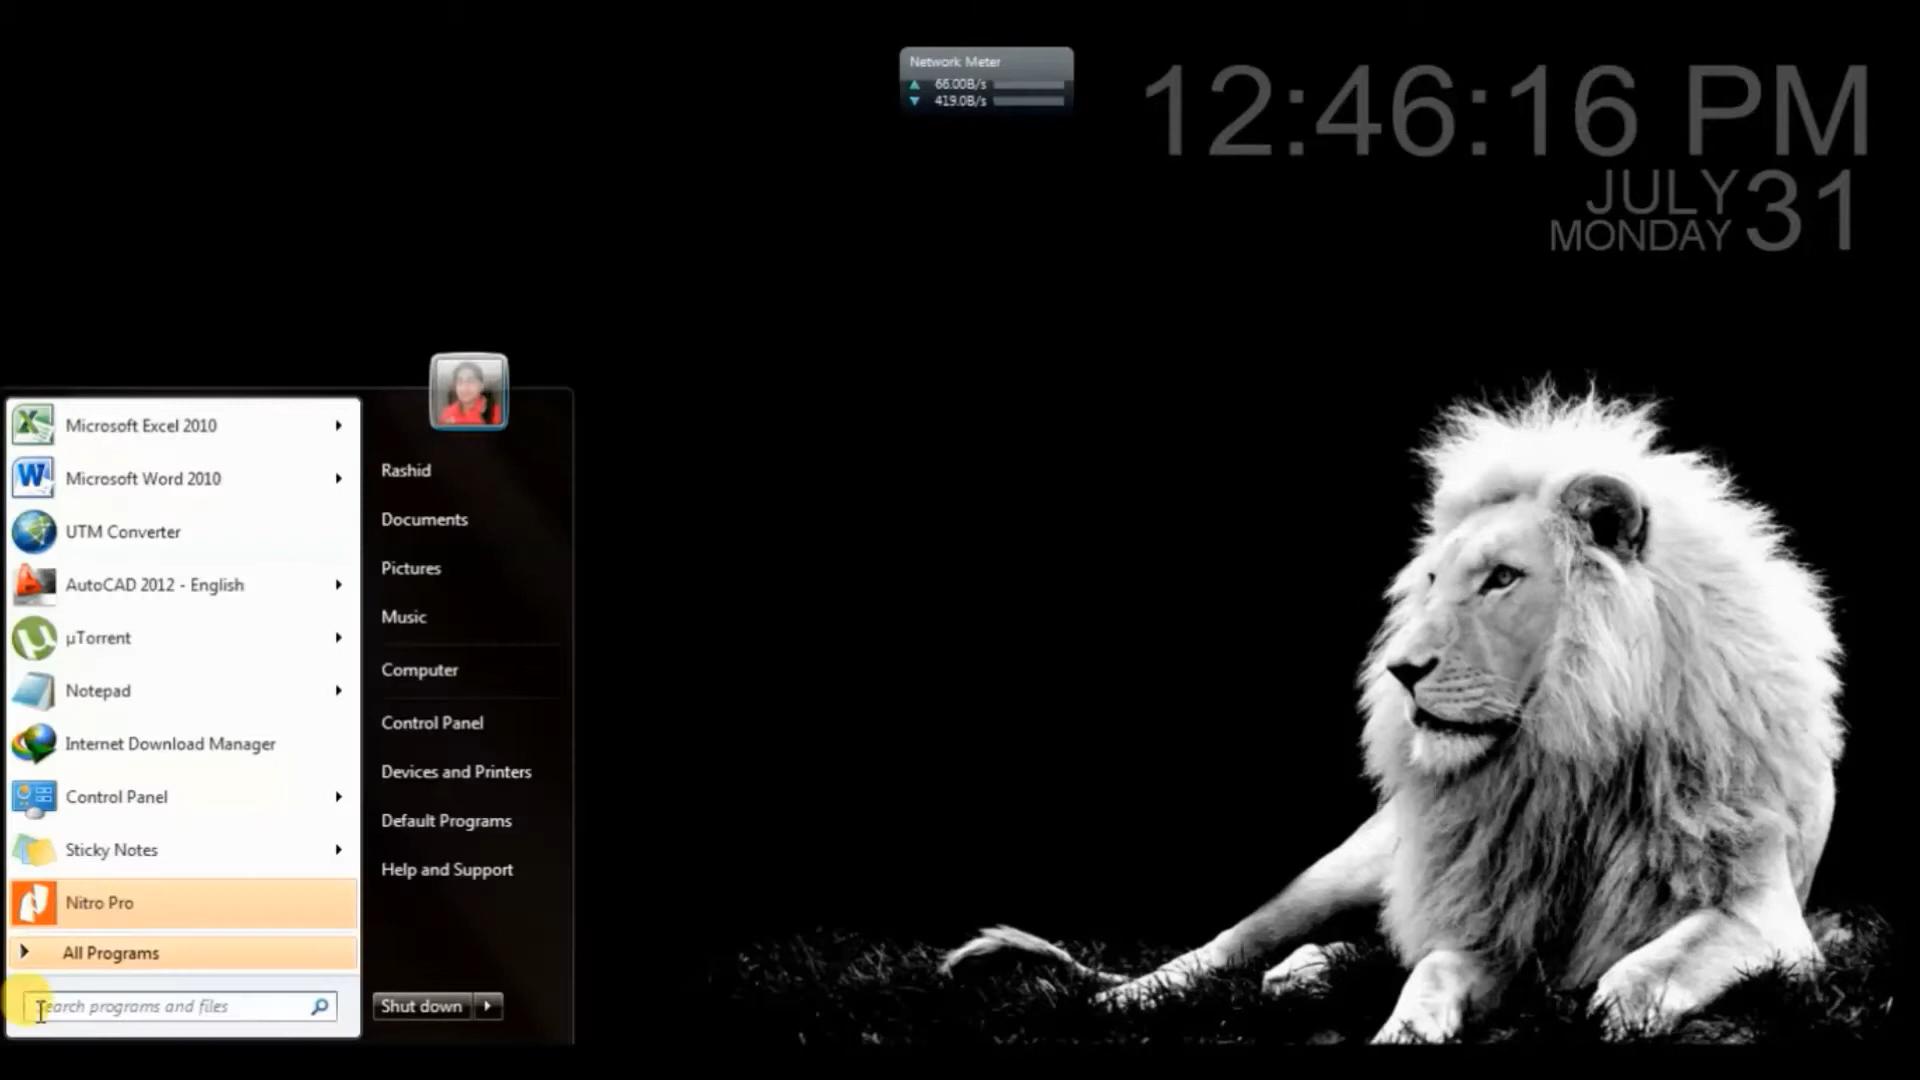 Network Meter
66.00B/s
419.0B/s
12:46:16 PM
JULY 31
MONDAY
Microsoft Excel 2010
Microsoft Word 2010
UTM Converter
AutoCAD 2012 - English
µTorrent
Notepad
Internet Download Manager
Control Panel
Sticky Notes
Nitro Pro
All Programs
Search programs and files
Rashid
Documents
Pictures
Music
Computer
Control Panel
Devices and Printers
Default Programs
Help and Support
Shut down